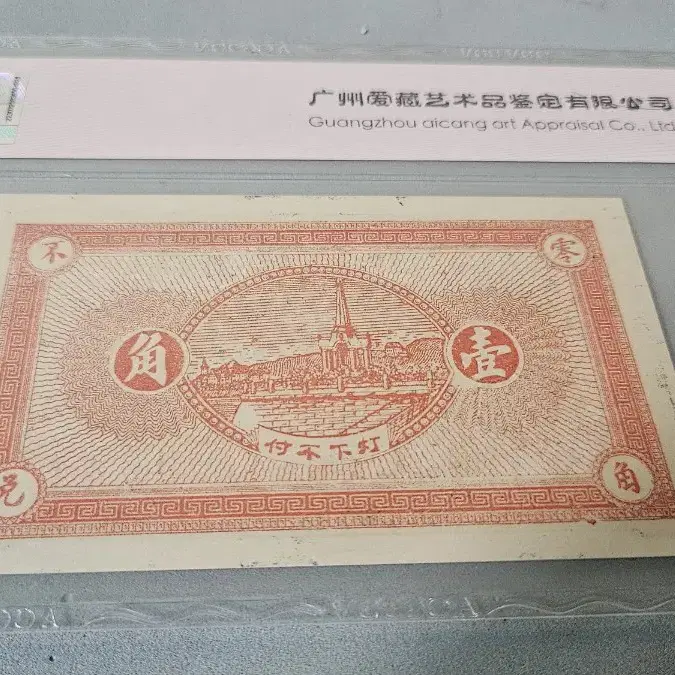 广州爱藏艺术品鉴定有限公司
Guangzhou aicang art Appraisal Co., Ltd
不 零
角 壹
付不下灯
兑 角